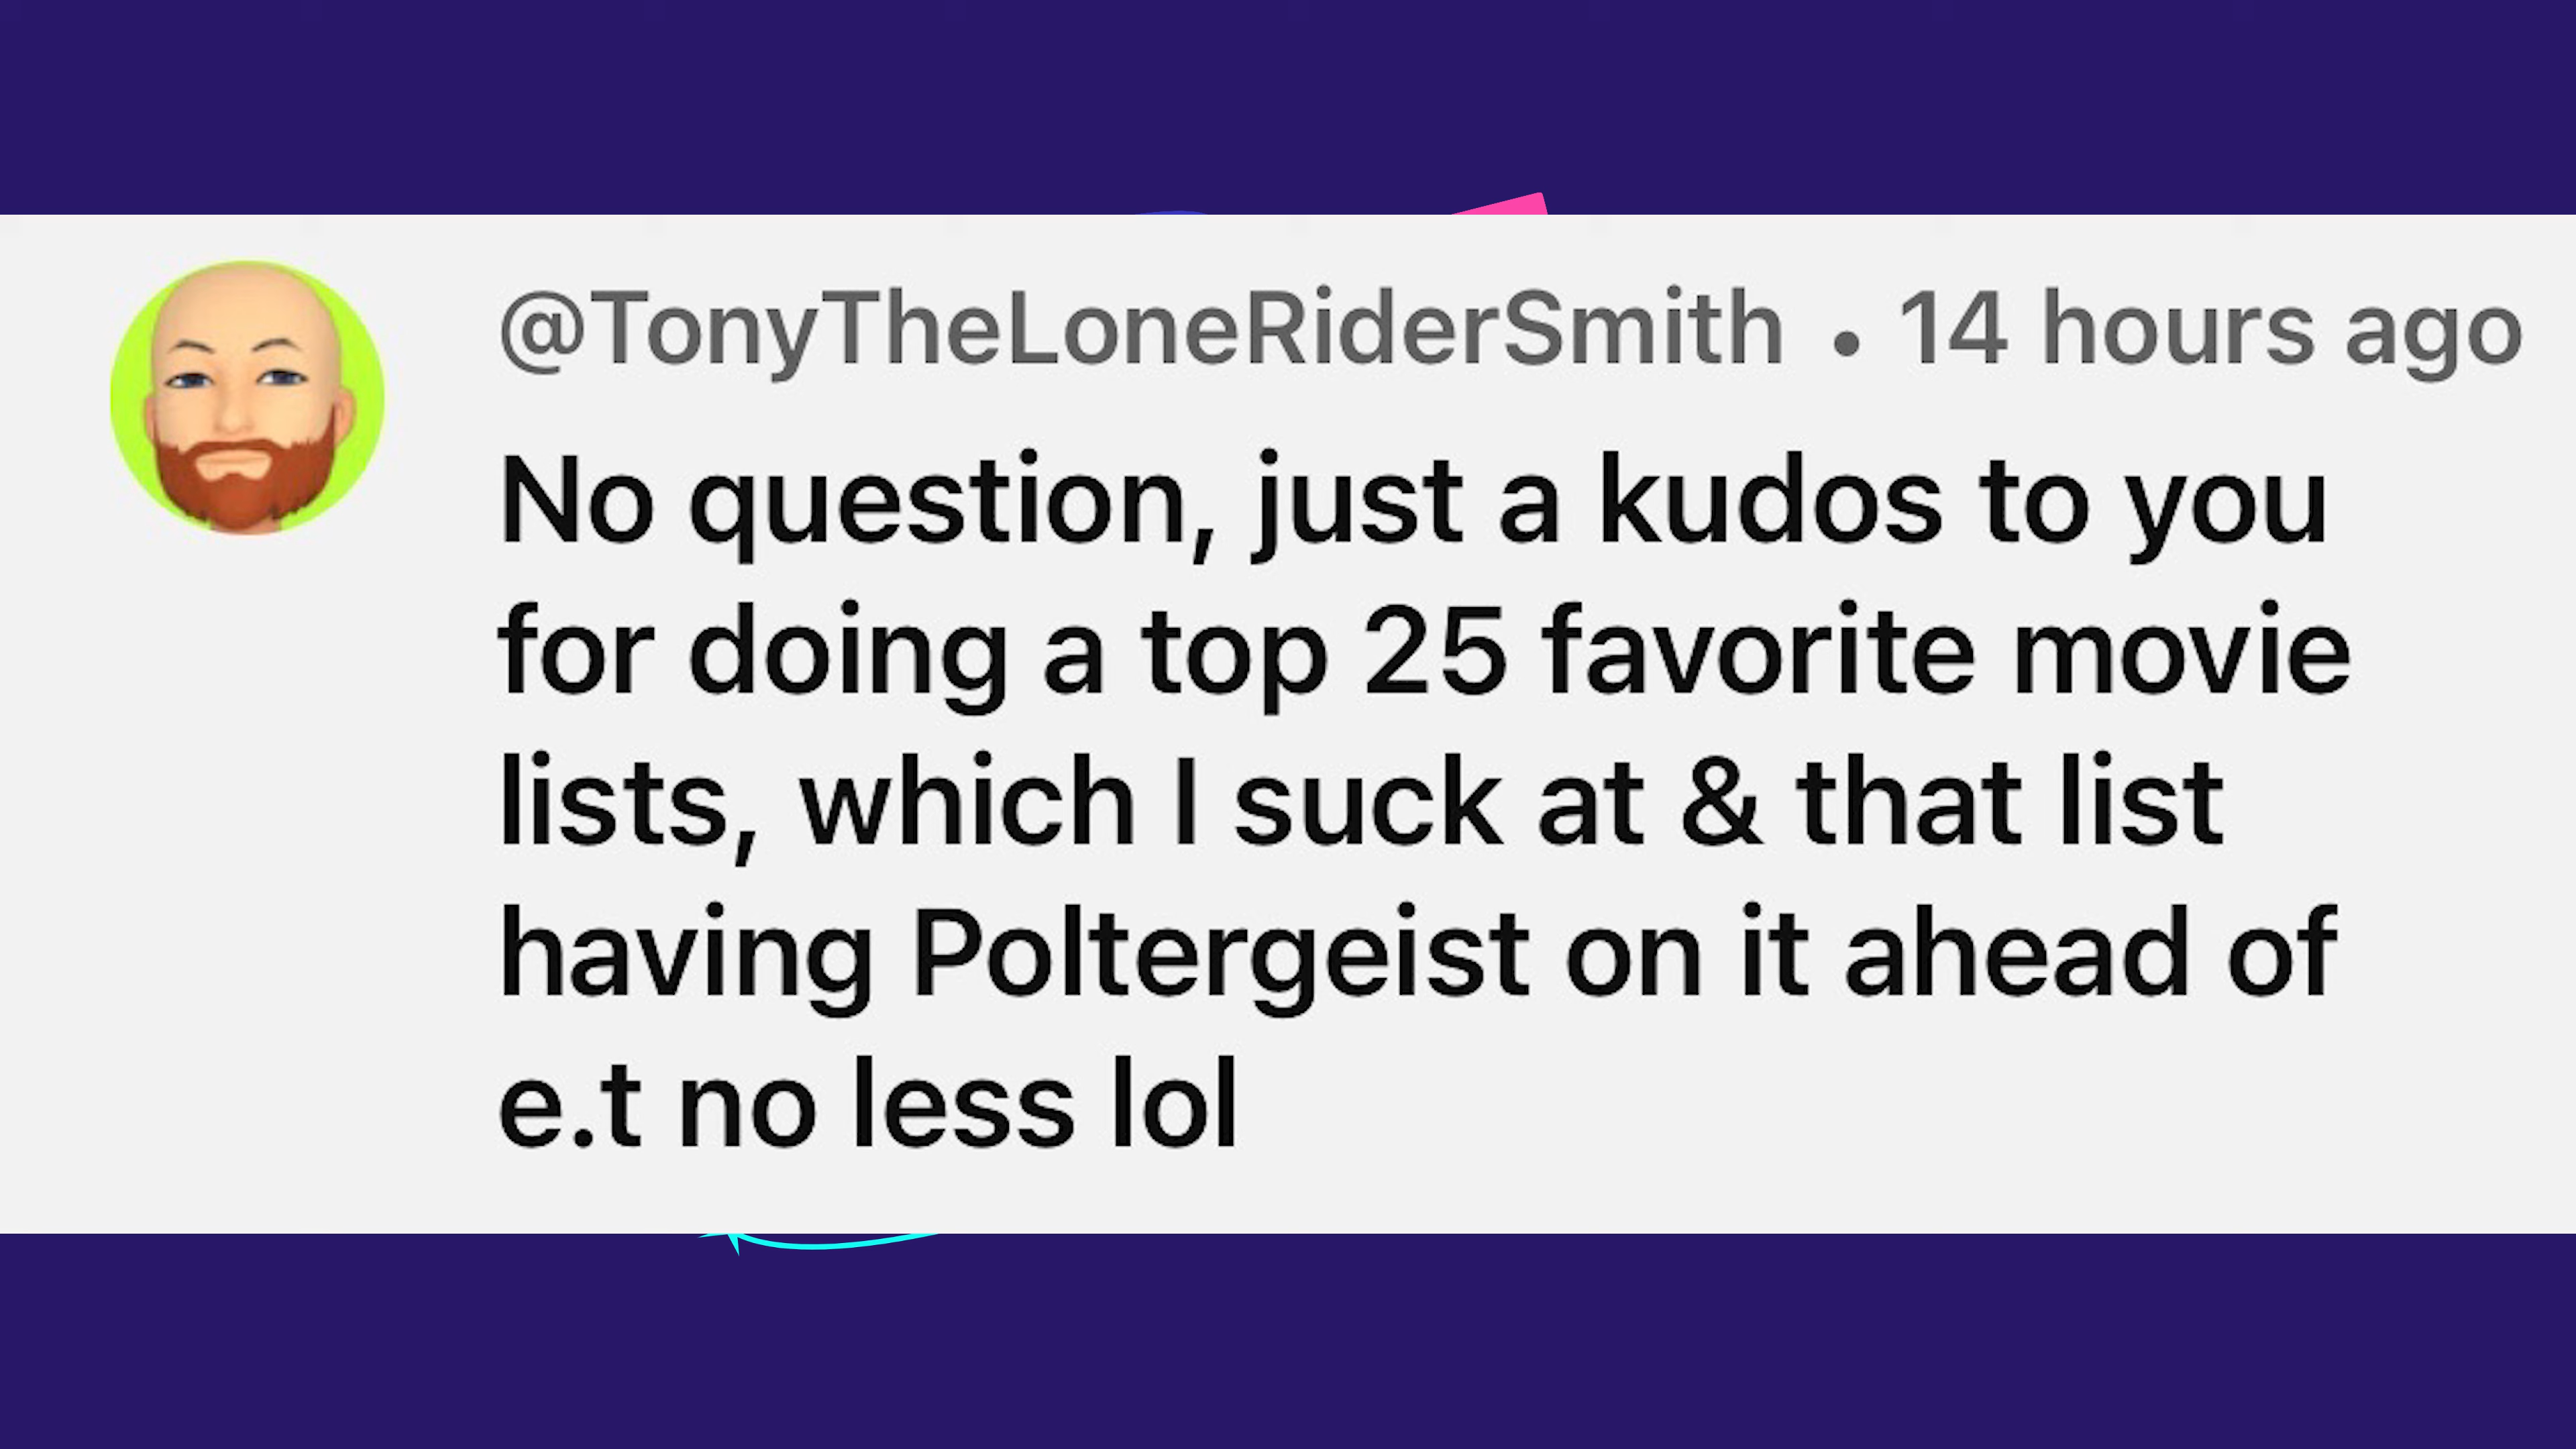 @TonyTheLoneRiderSmith • 14 hours ago
No question, just a kudos to you
for doing a top 25 favorite movie
lists, which I suck at & that list
having Poltergeist on it ahead of
e.t no less lol